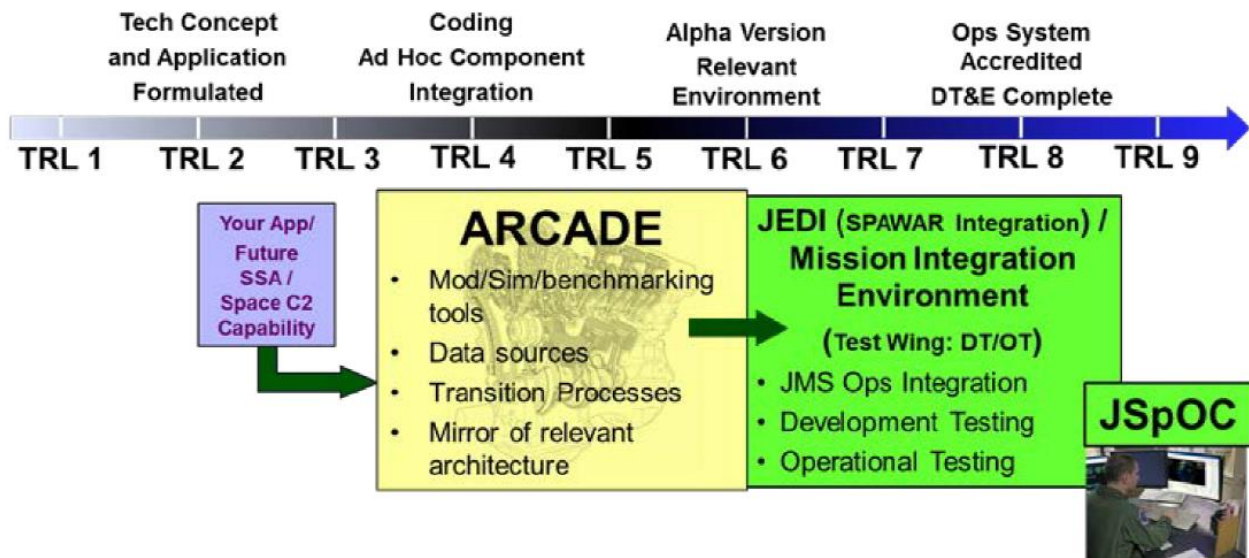 Tech Concept
and Application
Formulated
Coding
Ad Hoc Component
Integration
Alpha Version
Relevant
Environment
Ops System
Accredited
DT&E Complete
TRL 1
TRL 2
TRL 3
TRL 4
TRL 5
TRL 6
TRL 7
TRL 8
TRL 9
Your App/
Future
SSA /
Space C2
Capability
ARCADE
• Mod/Sim/benchmarking
tools
• Data sources
• Transition Processes
• Mirror of relevant
architecture
JEDI (SPAWAR Integration) /
Mission Integration
Environment
(Test Wing: DT/OT)
• JMS Ops Integration
• Development Testing
• Operational Testing
JSpOC